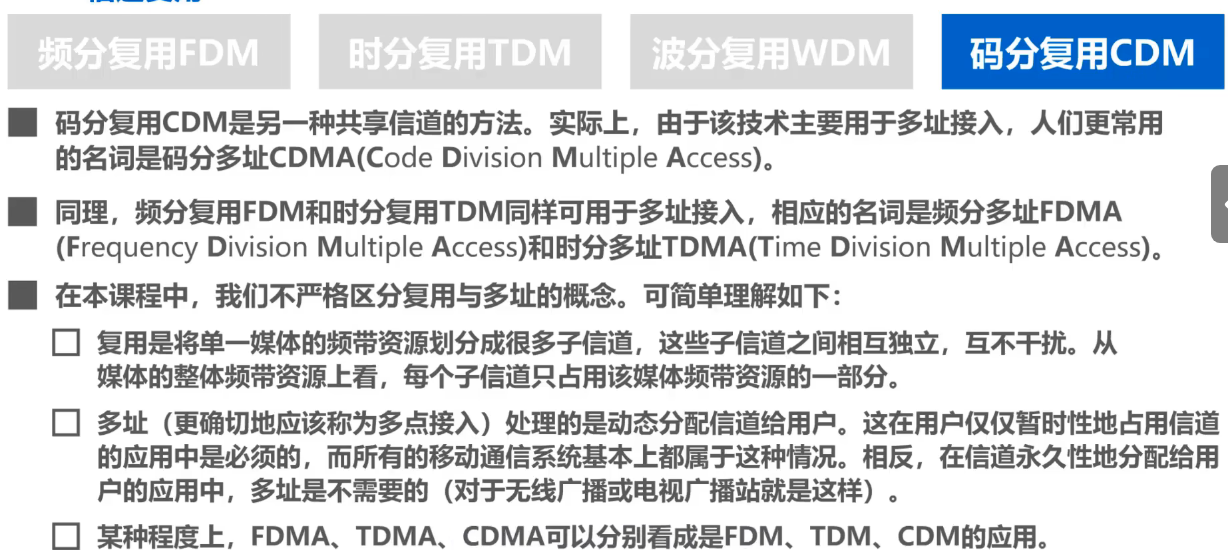 频分复用FDM
时分复用TDM
波分复用WDM
码分复用CDM
码分复用CDM是另一种共享信道的方法。实际上，由于该技术主要用于多址接入，人们更常用
的名词是码分多址CDMA(Code Division Multiple Access)。
同理，频分复用FDM和时分复用TDM同样可用于多址接入，相应的名词是频分多址FDMA
(Frequency Division Multiple Access)和时分多址TDMA(Time Division Multiple Access)。
在本课程中，我们不严格区分复用与多址的概念。可简单理解如下：
复用是将单一媒体的频带资源划分成很多子信道，这些子信道之间相互独立，互不干扰。从
媒体的整体频带资源上看，每个子信道只占用该媒体频带资源的一部分。
多址（更确切地应该称为多点接入）处理的是动态分配信道给用户。这在用户仅仅暂时性地占用信道
的应用中是必须的，而所有的移动通信系统基本上都属于这种情况。相反，在信道永久性地分配给用
户的应用中，多址是不需要的（对于无线广播或电视广播站就是这样）。
某种程度上，FDMA、TDMA、CDMA可以分别看成是FDM、TDM、CDM的应用。